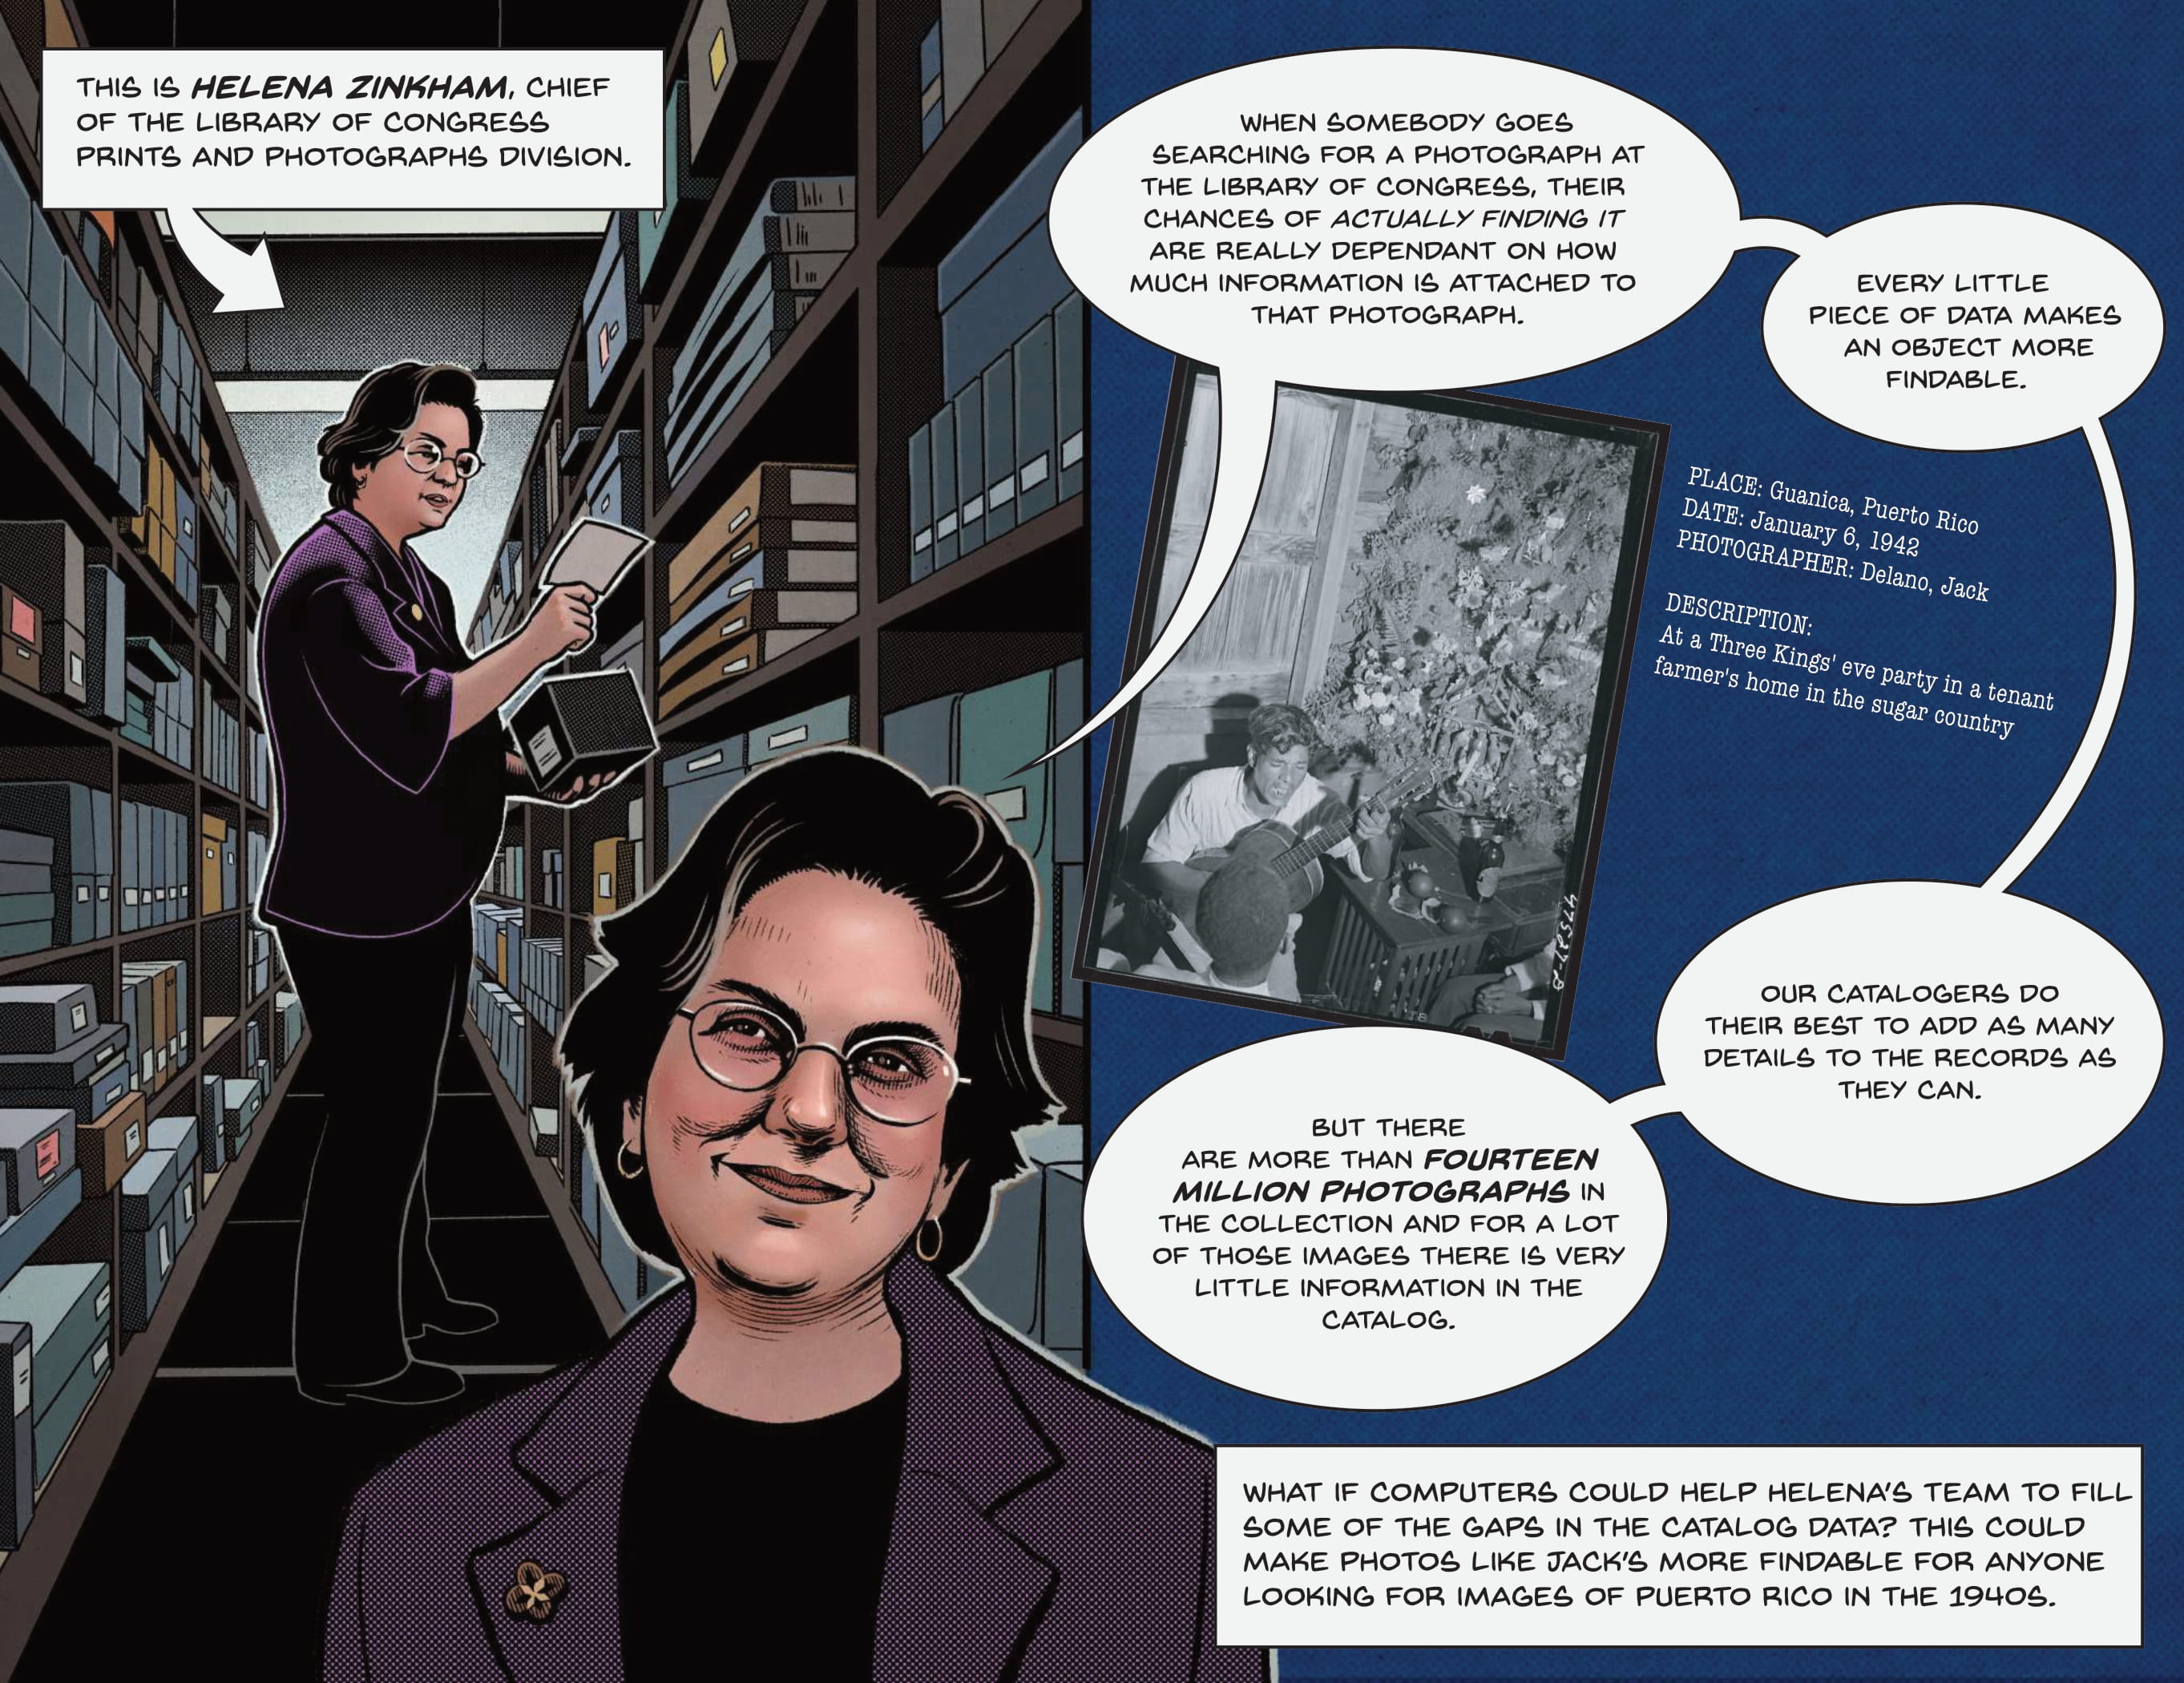 THIS IS HELENA ZINKHAM, CHIEF
OF THE LIBRARY OF CONGRESS
PRINTS AND PHOTOGRAPHS DIVISION.
WHEN SOMEBODY GOES
SEARCHING FOR A PHOTOGRAPH AT
THE LIBRARY OF CONGRESS, THEIR
CHANCES OF ACTUALLY FINDING IT
ARE REALLY DEPENDANT ON HOW
MUCH INFORMATION IS ATTACHED TO
THAT PHOTOGRAPH.
EVERY LITTLE
PIECE OF DATA MAKES
AN OBJECT MORE
FINDABLE.
PLACE: Guanica, Puerto Rico
DATE: January 6, 1942
PHOTOGRAPHER: Delano, Jack
DESCRIPTION:
At a Three Kings' eve party in a tenant
farmer's home in the sugar country
OUR CATALOGERS DO
THEIR BEST TO ADD AS MANY
DETAILS TO THE RECORDS AS
THEY CAN.
BUT THERE
ARE MORE THAN FOURTEEN
MILLION PHOTOGRAPHS IN
THE COLLECTION AND FOR A LOT
OF THOSE IMAGES THERE IS VERY
LITTLE INFORMATION IN THE
CATALOG.
WHAT IF COMPUTERS COULD HELP HELENA'S TEAM TO FILL
SOME OF THE GAPS IN THE CATALOG DATA? THIS COULD
MAKE PHOTOS LIKE JACK'S MORE FINDABLE FOR ANYONE
LOOKING FOR IMAGES OF PUERTO RICO IN THE 1940S.